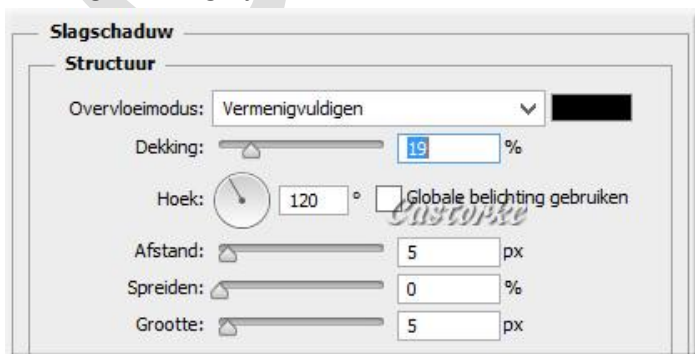 Slagschaduw
Structuur
Overvloeimodus: Vermenigvuldigen
Dekking: 19 %
Hoek: 120 ° Globale belichting gebruiken
Castorke
Afstand: 5 px
Spreiden: 0 %
Grootte: 5 px